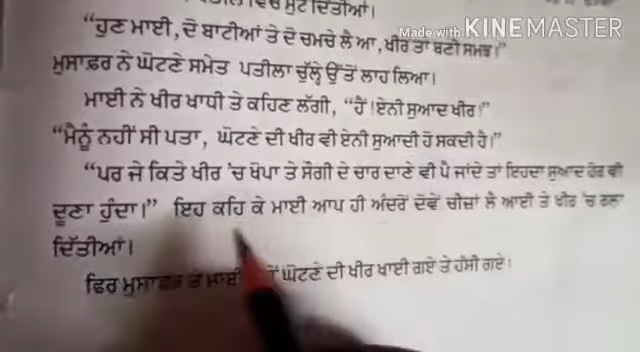 ਵਿਚ ਸੁੱਟ ਦਿੱਤੀਆਂ।
Made with KINEMASTER
“ਹੁਣ ਮਾਈ, ਦੋ ਬਾਟੀਆਂ ਤੇ ਦੋ ਚਮਚੇ ਲੈ ਆ, ਖੀਰ ਤਾਂ ਬਣੀ ਸਮਝ।”
ਮੁਸਾਫ਼ਰ ਨੇ ਘੋਟਣੇ ਸਮੇਤ ਪਤੀਲਾ ਚੁੱਲ੍ਹੇ ਉੱਤੋਂ ਲਾਹ ਲਿਆ।
ਮਾਈ ਨੇ ਖੀਰ ਖਾਧੀ ਤੇ ਕਹਿਣ ਲੱਗੀ, “ਹੈਂ! ਏਨੀ ਸੁਆਦ ਖੀਰ!”
“ਮੈਨੂੰ ਨਹੀਂ ਸੀ ਪਤਾ, ਘੋਟਣੇ ਦੀ ਖੀਰ ਵੀ ਏਨੀ ਸੁਆਦੀ ਹੋ ਸਕਦੀ ਹੈ।”
“ਪਰ ਜੇ ਕਿਤੇ ਖੀਰ ’ਚ ਖੋਪਾ ਤੇ ਸੌਗੀ ਦੇ ਚਾਰ ਦਾਣੇ ਵੀ ਪੈ ਜਾਂਦੇ ਤਾਂ ਇਹਦਾ ਸੁਆਦ ਹੋਰ ਵੀ
ਦੂਣਾ ਹੁੰਦਾ।” ਇਹ ਕਹਿ ਕੇ ਮਾਈ ਆਪ ਹੀ ਅੰਦਰੋਂ ਦੋਵੇਂ ਚੀਜ਼ਾਂ ਲੈ ਆਈ ਤੇ ਖੀਰ ’ਚ ਰਲਾ
ਦਿੱਤੀਆਂ।
ਫਿਰ ਮੁਸਾਫ਼ਰ ਤੇ ਮਾਈ ਘੋਟਣੇ ਦੀ ਖੀਰ ਖਾਈ ਗਏ ਤੇ ਹੱਸੀ ਗਏ।